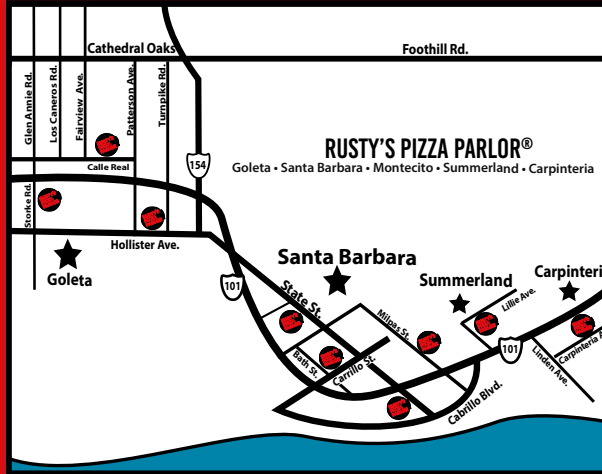 Cathedral Oaks
Foothill Rd.
Glen Annie Rd.
Los Caneros Rd.
Fairview Ave.
Patterson Ave.
Turnpike Rd.
RUSTY'S PIZZA PARLOR®
Goleta • Santa Barbara • Montecito • Summerland • Carpinteria
Calle Real
154
Storke Rd.
Hollister Ave.
Goleta
Santa Barbara
101
State St.
Summerland
Carpinteri
Milpas St.
Lillie Ave.
Bath St.
Carrillo St.
101
Linden Ave.
Carpinteria
Cabrillo Blvd.